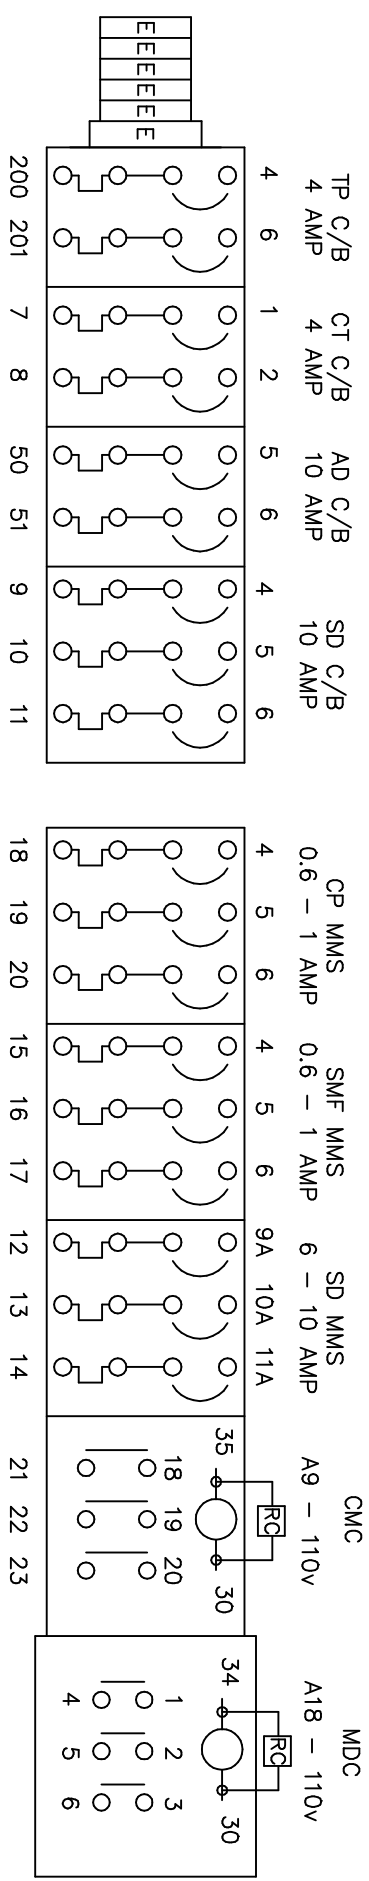 TP C/B
4 AMP
CT C/B
4 AMP
AD C/B
10 AMP
SD C/B
10 AMP
CP MMS
0.6 – 1 AMP
SMF MMS
0.6 – 1 AMP
SD MMS
6 – 10 AMP
CMC
A9 – 110v
MDC
A18 – 110v
4 6 1 2 5 6 4 5 6 4 5 6 4 5 6 9A 10A 11A
RC
RC
35 30 34 30
E E E E E
18 19 20 1 2 3
4 5 6
200 201 7 8 50 51 9 10 11 18 19 20 15 16 17 12 13 14 21 22 23